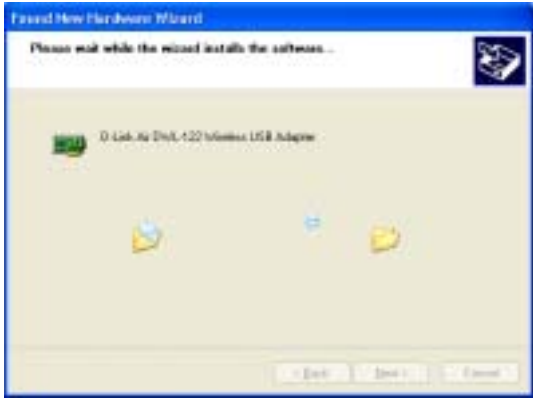 Found New Hardware Wizard
Please wait while the wizard installs the software...
D-Link Air DWL-122 Wireless USB Adapter
< Back
Next >
Cancel